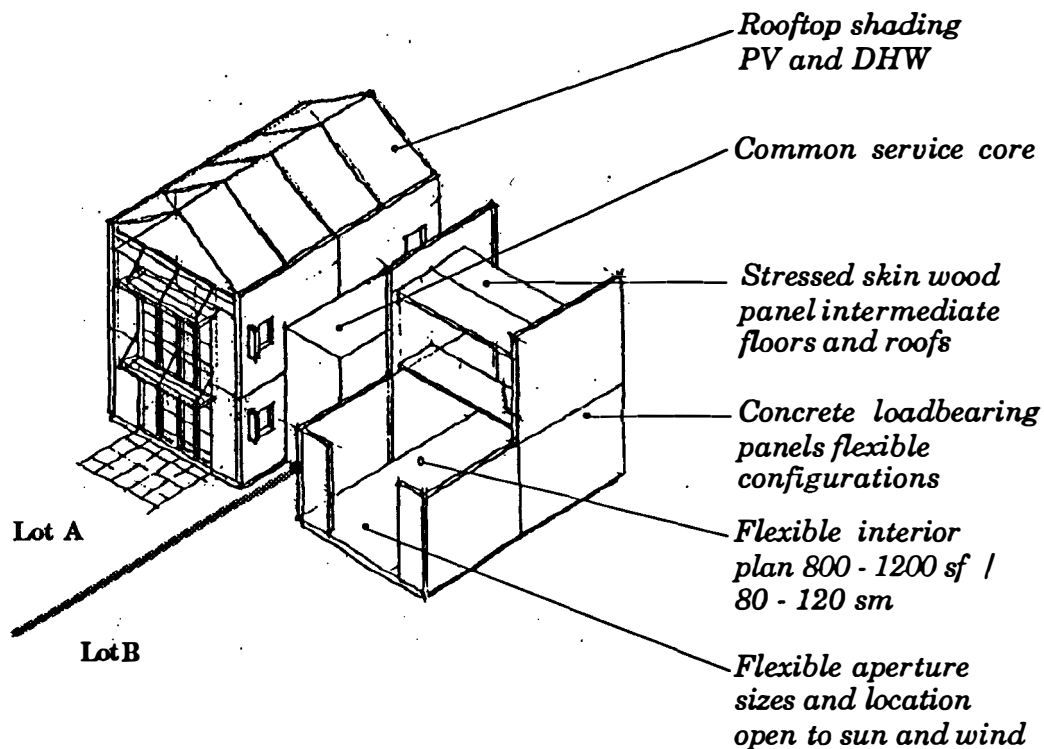 Rooftop shading
PV and DHW
Common service core
Stressed skin wood
panel intermediate
floors and roofs
Concrete loadbearing
panels flexible
configurations
Flexible interior
plan 800 - 1200 sf /
80 - 120 sm
Flexible aperture
sizes and location
open to sun and wind
Lot A
Lot B